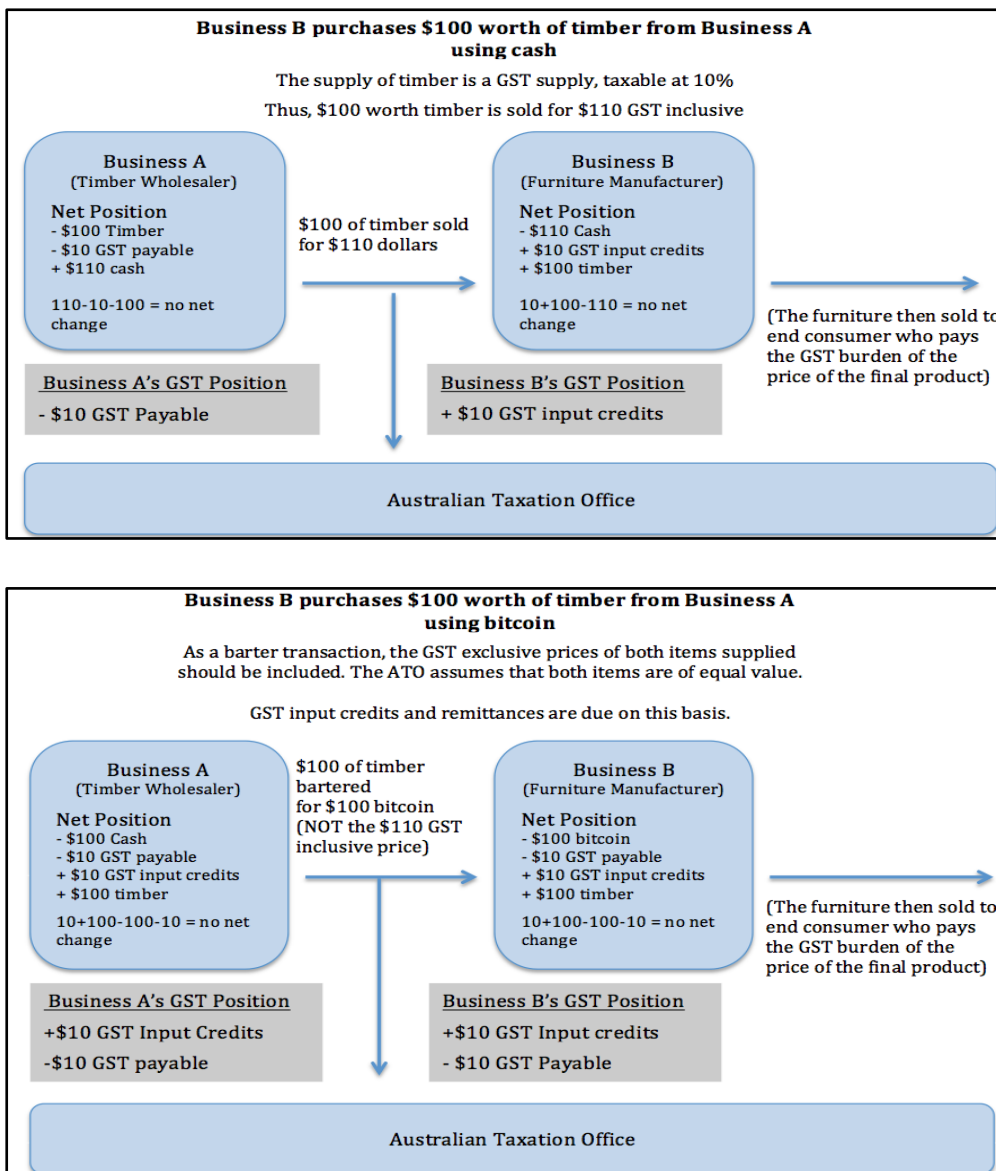 Business B purchases $100 worth of timber from Business A
using cash
The supply of timber is a GST supply, taxable at 10%
Thus, $100 worth timber is sold for $110 GST inclusive
Business A
(Timber Wholesaler)
Net Position
- $100 Timber
- $10 GST payable
+ $110 cash
110-10-100 = no net
change
$100 of timber sold
for $110 dollars
Business B
(Furniture Manufacturer)
Net Position
- $110 Cash
+ $10 GST input credits
+ $100 timber
10+100-110 = no net
change
(The furniture then sold to
end consumer who pays
the GST burden of the
price of the final product)
Business A's GST Position
- $10 GST Payable
Business B's GST Position
+ $10 GST input credits
Australian Taxation Office
Business B purchases $100 worth of timber from Business A
using bitcoin
As a barter transaction, the GST exclusive prices of both items supplied
should be included. The ATO assumes that both items are of equal value.
GST input credits and remittances are due on this basis.
Business A
(Timber Wholesaler)
Net Position
- $100 Cash
- $10 GST payable
+ $10 GST input credits
+ $100 timber
10+100-100-10 = no net
change
$100 of timber
bartered
for $100 bitcoin
(NOT the $110 GST
inclusive price)
Business B
(Furniture Manufacturer)
Net Position
- $100 bitcoin
- $10 GST payable
+ $10 GST input credits
+ $100 timber
10+100-100-10 = no net
change
(The furniture then sold to
end consumer who pays
the GST burden of the
price of the final product)
Business A's GST Position
+$10 GST Input Credits
-$10 GST payable
Business B's GST Position
+$10 GST Input credits
- $10 GST Payable
Australian Taxation Office